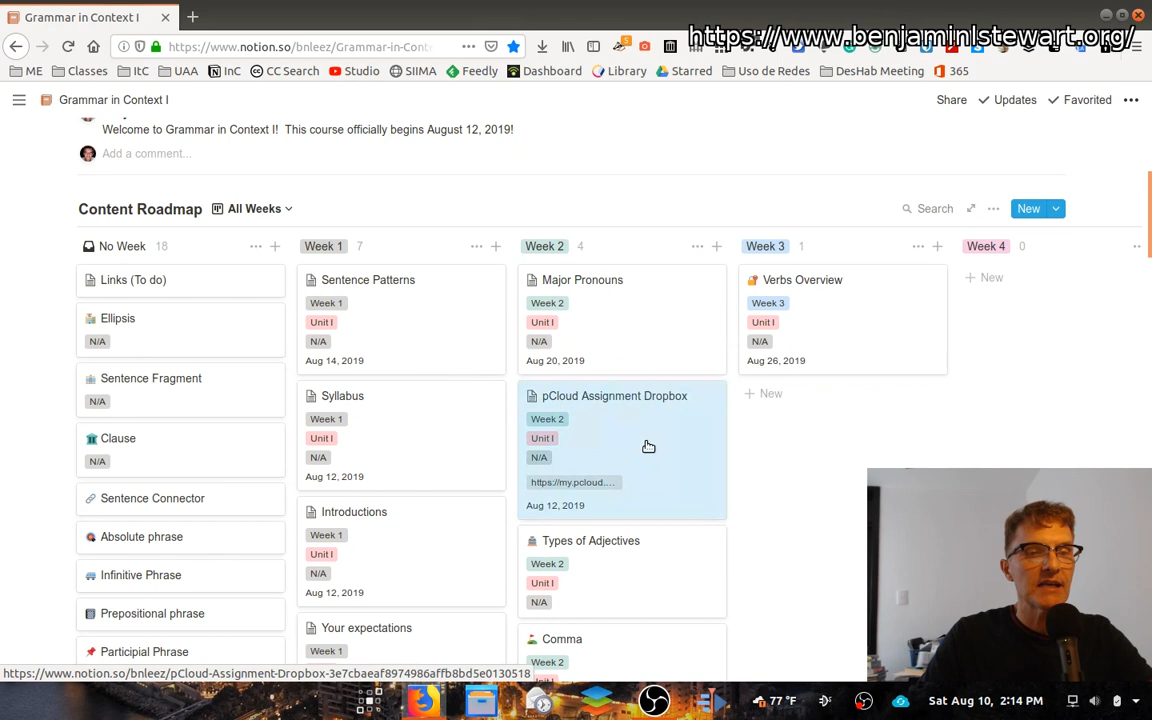 Grammar in Context I
https://www.benjaminlstewart.org/
https://www.notion.so/bnleez/Grammar-in-Conte
ME Classes ItC UAA InC CC Search Studio SIIMA Feedly Dashboard Library Starred Uso de Redes DesHab Meeting 365
Grammar in Context I Share Updates Favorited
Welcome to Grammar in Context I! This course officially begins August 12, 2019!
Add a comment...
Content Roadmap All Weeks Search New
No Week 18
Links (To do)
Ellipsis
N/A
Sentence Fragment
N/A
Clause
N/A
Sentence Connector
Absolute phrase
Infinitive Phrase
Prepositional phrase
Participial Phrase
Week 1 7
Sentence Patterns
Week 1
Unit I
N/A
Aug 14, 2019
Syllabus
Week 1
Unit I
N/A
Aug 12, 2019
Introductions
Week 1
Unit I
N/A
Aug 12, 2019
Your expectations
Week 1
Week 2 4
Major Pronouns
Week 2
Unit I
N/A
Aug 20, 2019
pCloud Assignment Dropbox
Week 2
Unit I
N/A
https://my.pcloud....
Aug 12, 2019
Types of Adjectives
Week 2
Unit I
N/A
Comma
Week 2
Week 3 1
Verbs Overview
Week 3
Unit I
N/A
Aug 26, 2019
New
Week 4 0
New
https://www.notion.so/bnleez/pCloud-Assignment-Dropbox-3e7cbaeaf8974986affb8bd5e0130518
77 °F Sat Aug 10, 2:14 PM